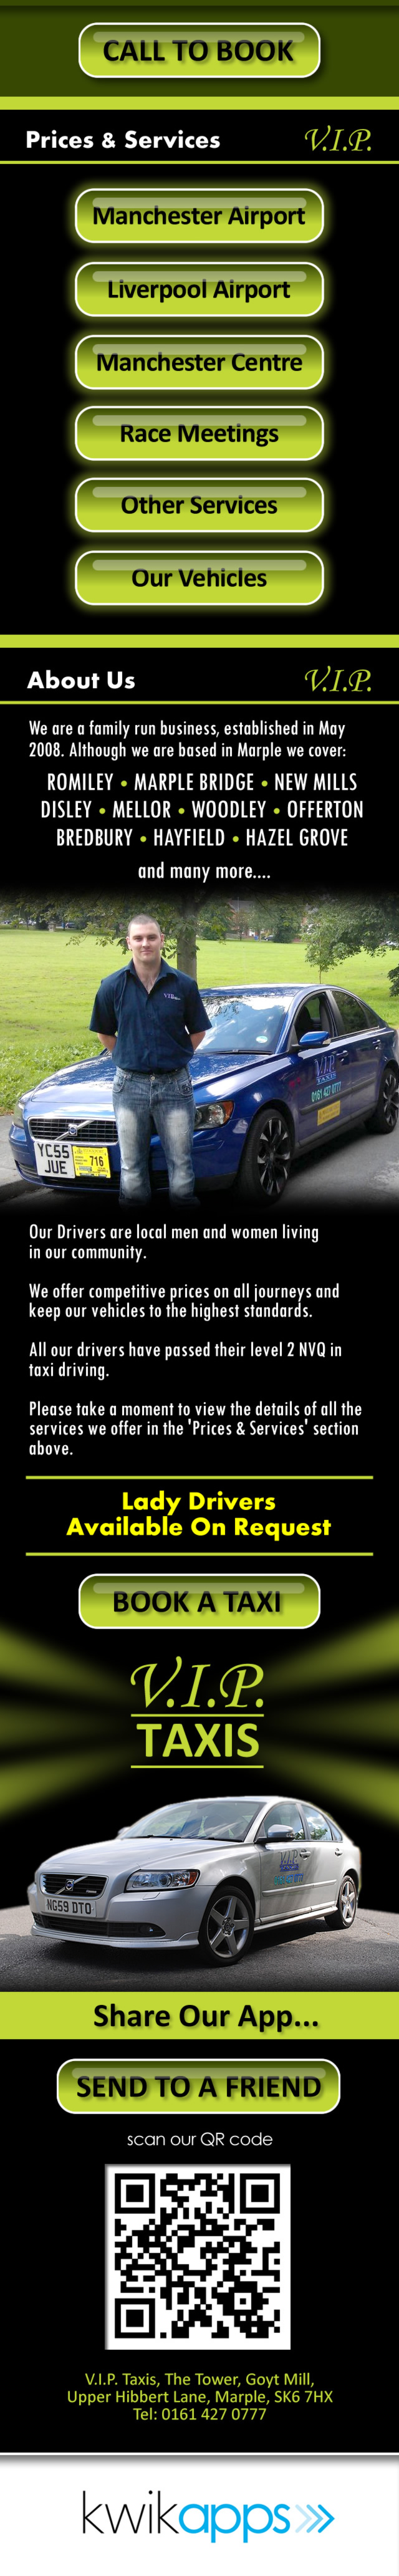 CALL TO BOOK
Prices & Services
V.I.P.
Manchester Airport
Liverpool Airport
Manchester Centre
Race Meetings
Other Services
Our Vehicles
About Us
V.I.P.
We are a family run business, established in May
2008. Although we are based in Marple we cover:
ROMILEY • MARPLE BRIDGE • NEW MILLS
DISLEY • MELLOR • WOODLEY • OFFERTON
BREDBURY • HAYFIELD • HAZEL GROVE
and many more....
V.I.P.
TAXIS
0161 427 0777
YC55
JUE
716
Our Drivers are local men and women living
in our community.
We offer competitive prices on all journeys and
keep our vehicles to the highest standards.
All our drivers have passed their level 2 NVQ in
taxi driving.
Please take a moment to view the details of all the
services we offer in the 'Prices & Services' section
above.
Lady Drivers
Available On Request
BOOK A TAXI
V.I.P.
TAXIS
V.I.P.
NG59 DTO
Share Our App...
SEND TO A FRIEND
scan our QR code
V.I.P. Taxis, The Tower, Goyt Mill,
Upper Hibbert Lane, Marple, SK6 7HX
Tel: 0161 427 0777
kwikapps